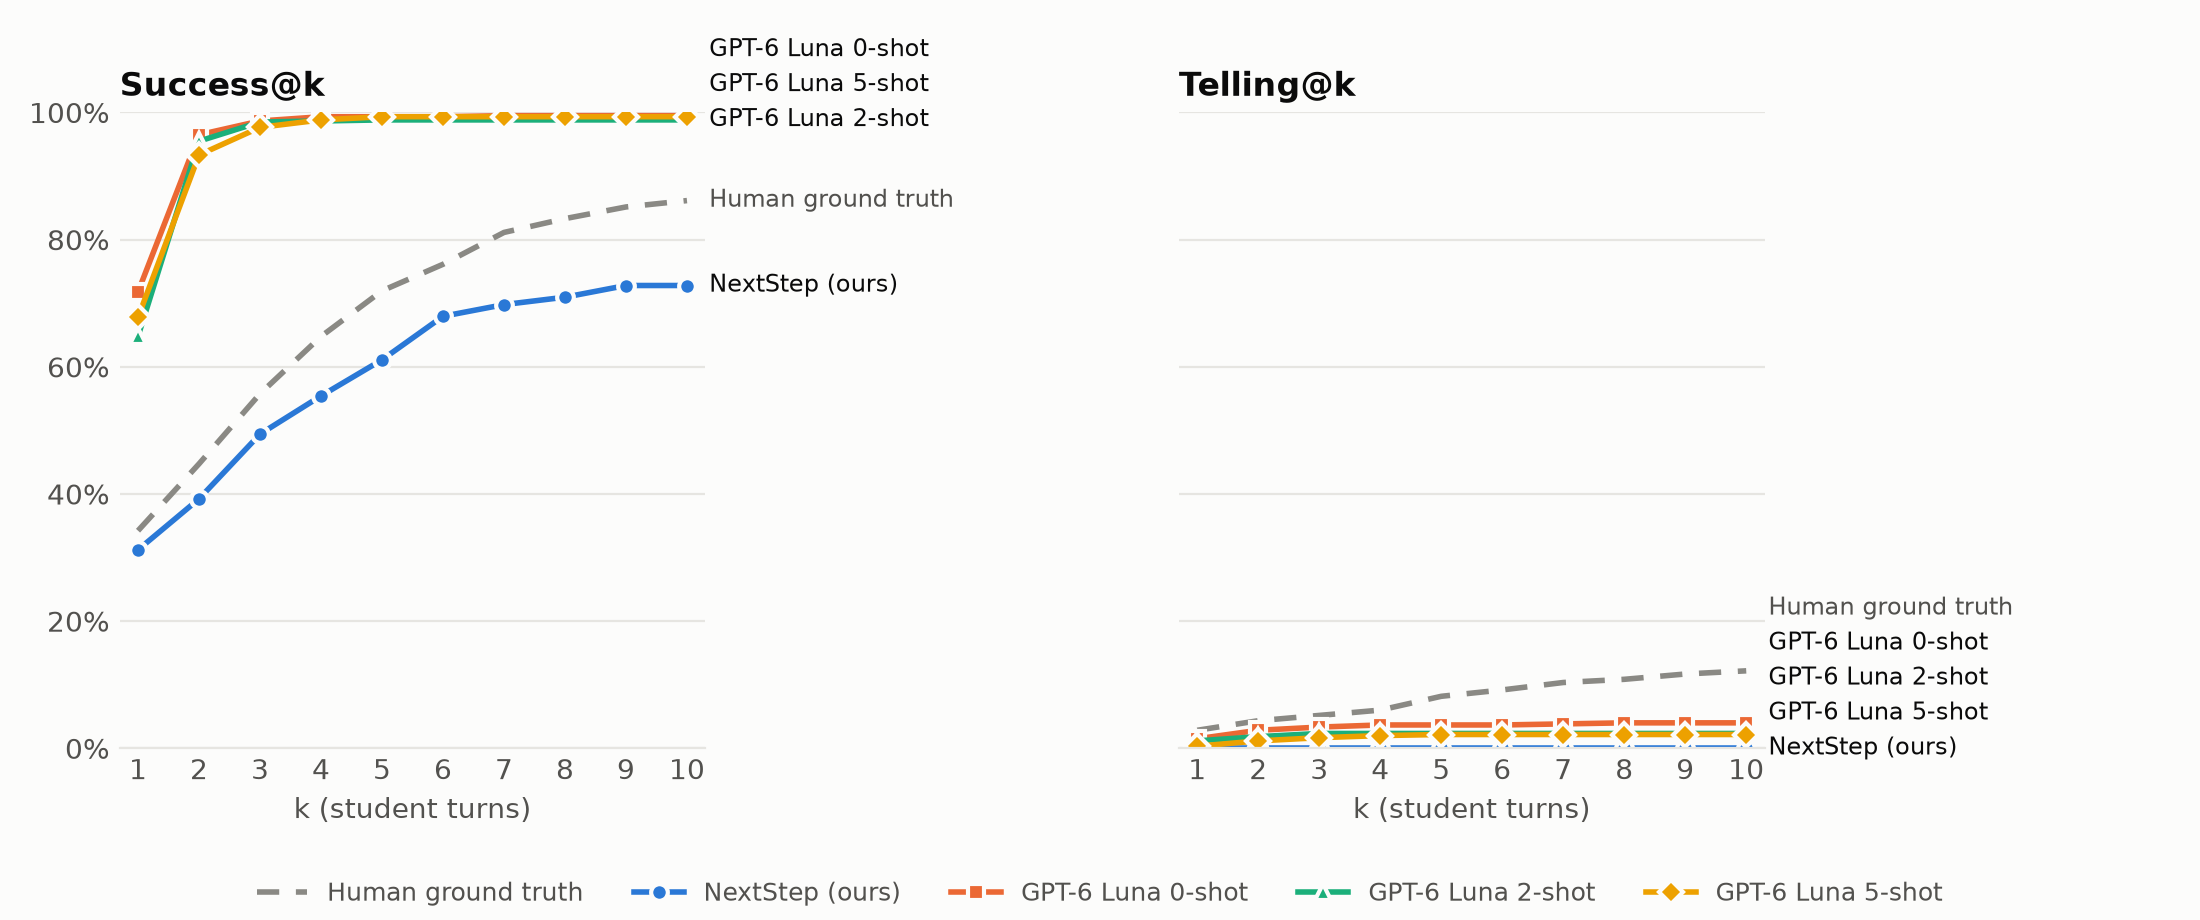 Success@k
100%
80%
60%
40%
20%
0%
1 2 3 4 5 6 7 8 9 10
k (student turns)
GPT-6 Luna 0-shot
GPT-6 Luna 5-shot
GPT-6 Luna 2-shot
Human ground truth
NextStep (ours)
Telling@k
1 2 3 4 5 6 7 8 9 10
k (student turns)
Human ground truth
GPT-6 Luna 0-shot
GPT-6 Luna 2-shot
GPT-6 Luna 5-shot
NextStep (ours)
Human ground truth NextStep (ours) GPT-6 Luna 0-shot GPT-6 Luna 2-shot GPT-6 Luna 5-shot